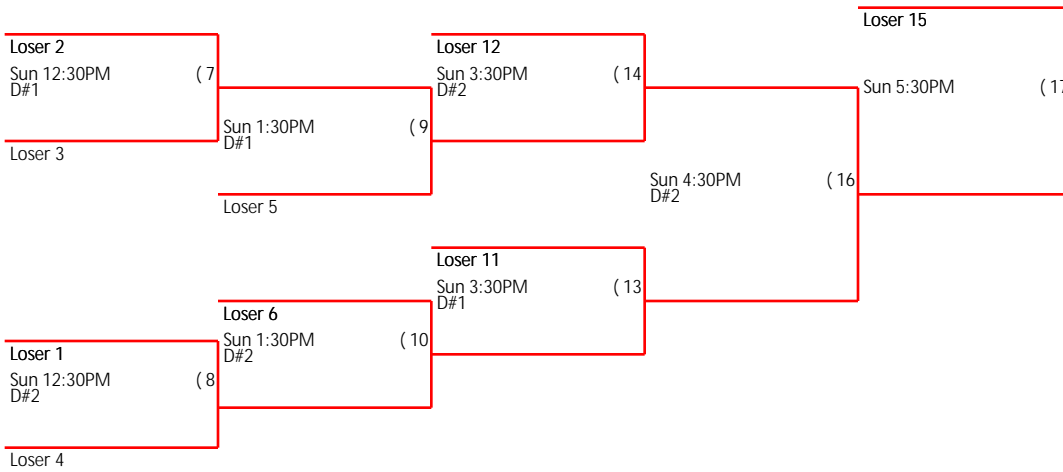 Loser 15
Loser 2
Sun 12:30PM ( 7
D#1
Loser 3
Loser 12
Sun 3:30PM ( 14
D#2
Sun 5:30PM ( 17
Sun 1:30PM ( 9
D#1
Loser 5
Sun 4:30PM ( 16
D#2
Loser 11
Sun 3:30PM ( 13
D#1
Loser 6
Sun 1:30PM ( 10
D#2
Loser 1
Sun 12:30PM ( 8
D#2
Loser 4